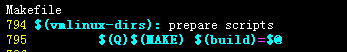 Makefile
794 $(vmlinux-dirs): prepare scripts
795 $(Q)$(MAKE) $(build)=$@